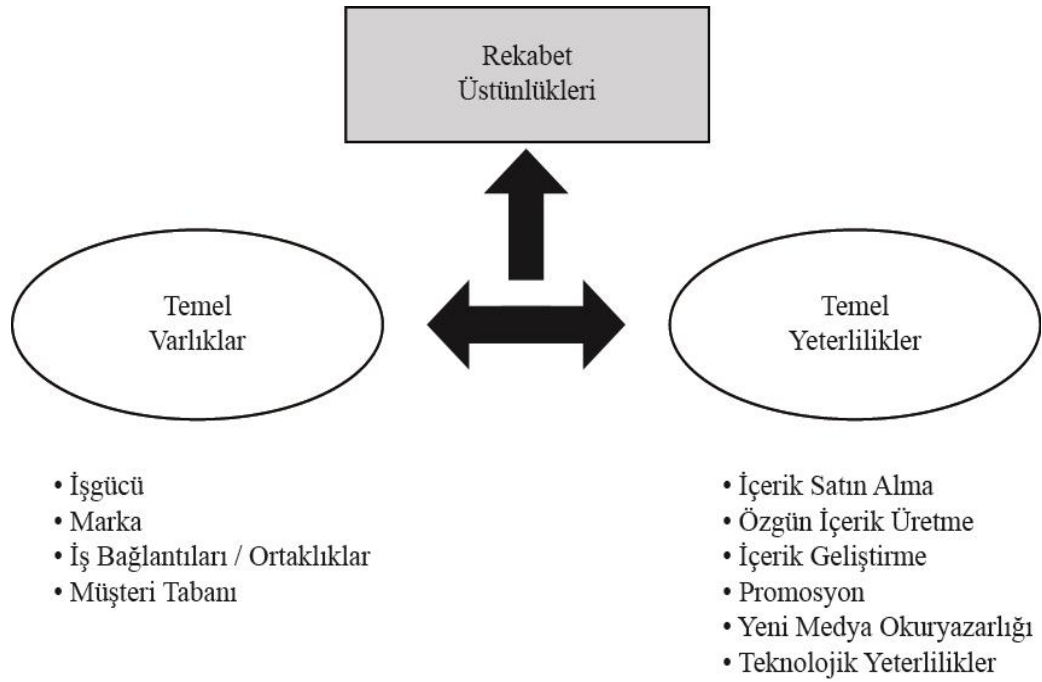 Rekabet
Üstünlükleri
Temel
Varlıklar
Temel
Yeterlilikler
• İşgücü
• Marka
• İş Bağlantıları / Ortaklıklar
• Müşteri Tabanı
• İçerik Satın Alma
• Özgün İçerik Üretme
• İçerik Geliştirme
• Promosyon
• Yeni Medya Okuryazarlığı
• Teknolojik Yeterlilikler